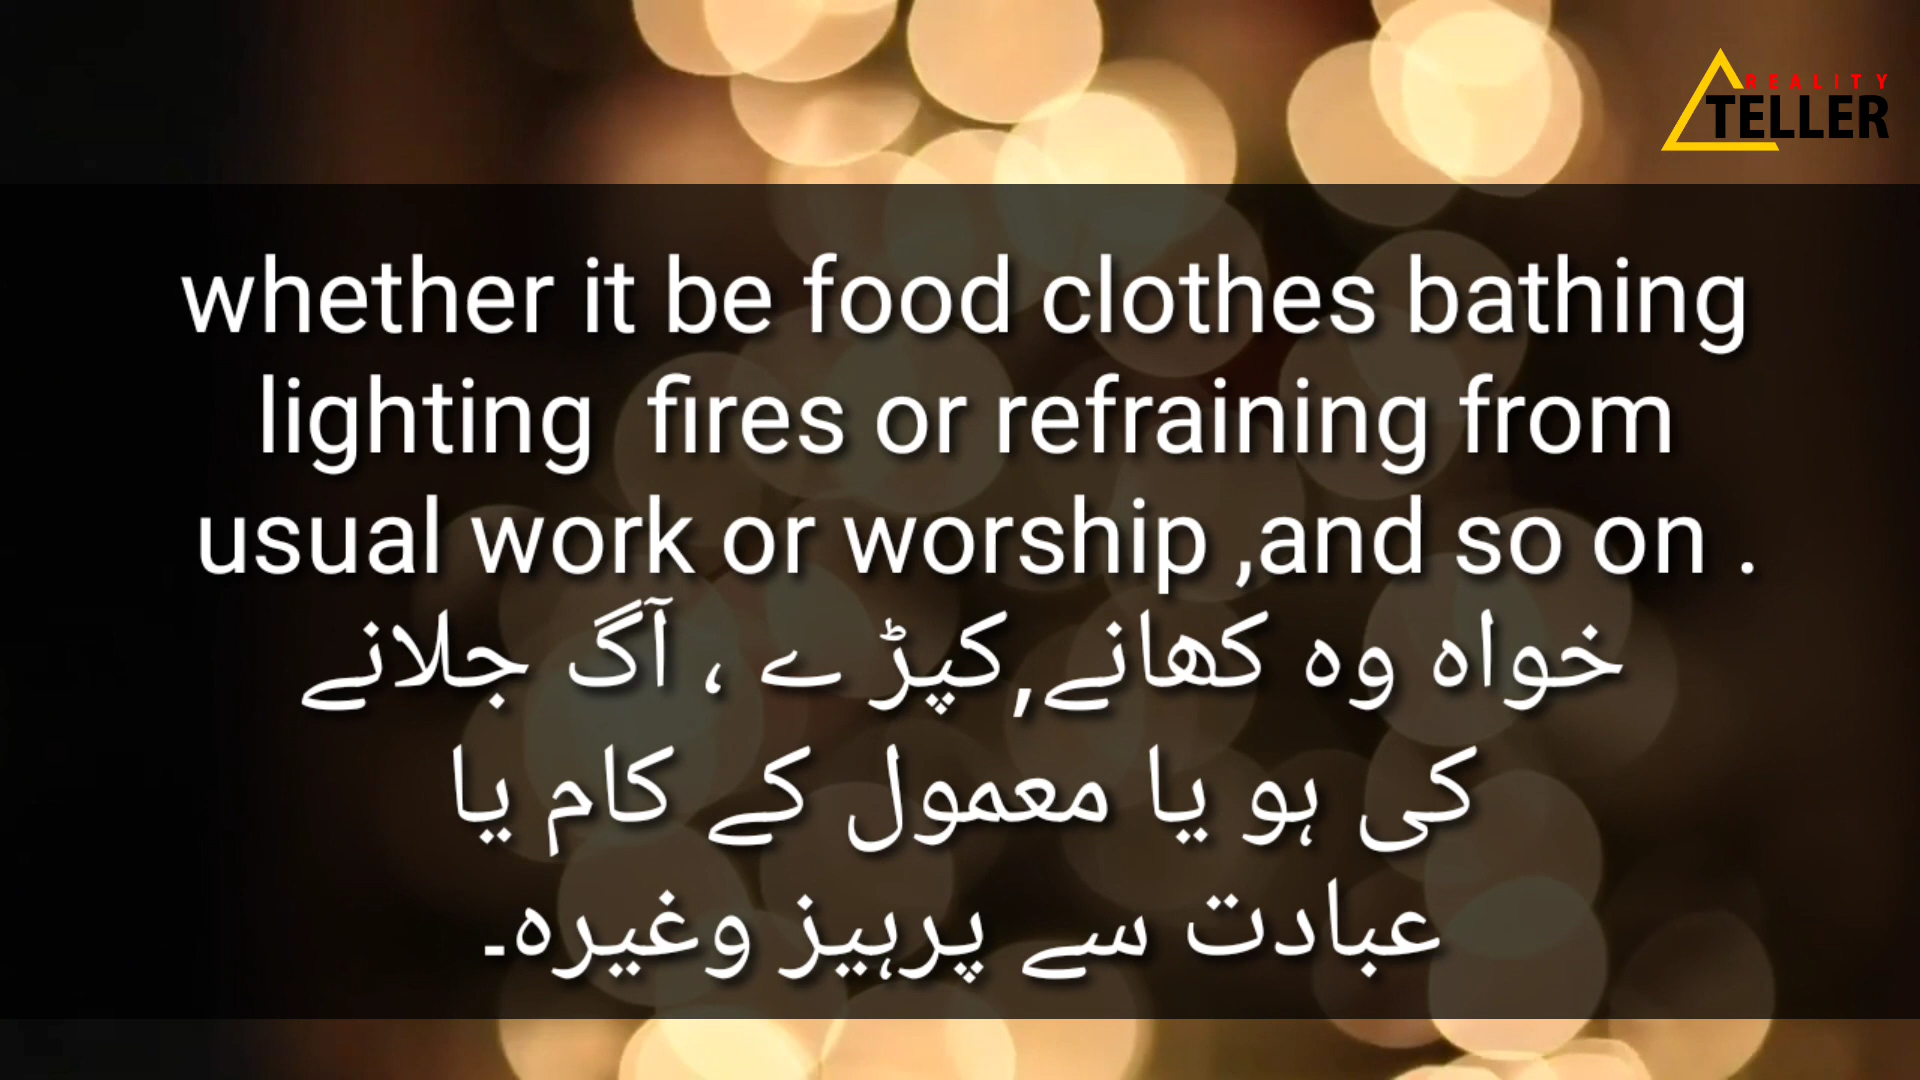 REALITY
TELLER
whether it be food clothes bathing
lighting  fires or refraining from
usual work or worship ,and so on .
خواہ وہ کھانے,کپڑ ے ، آگ جلانے
کی ہو یا معمول کے کام یا
عبادت سے پرہیز وغیرہ۔